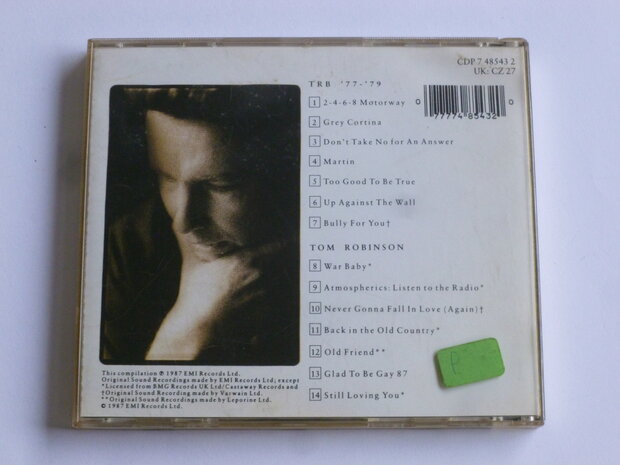 CDP 7 48543 2
UK: CZ 27
0 77774 85432 0
TRB '77-'79
1 2-4-6-8 Motorway
2 Grey Cortina
3 Don't Take No for An Answer
4 Martin
5 Too Good To Be True
6 Up Against The Wall
7 Bully For You†
TOM ROBINSON
8 War Baby*
9 Atmospherics: Listen to the Radio*
10 Never Gonna Fall In Love (Again)†
11 Back in the Old Country*
12 Old Friend**
13 Glad To Be Gay 87
14 Still Loving You*
This compilation ℗ 1987 EMI Records Ltd.
Original Sound Recordings made by EMI Records Ltd; except
*Licensed from BMG Records UK Ltd/Castaway Records and
†Original Sound Recording made by Varwain Ltd.
**Original Sound Recordings made by Leporine Ltd.
© 1987 EMI Records Ltd.